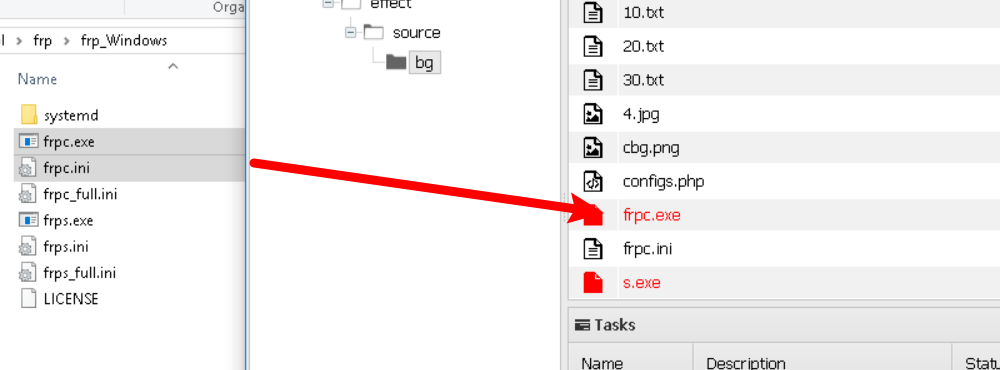 Orga
l > frp > frp_Windows
Name
systemd
frpc.exe
frpc.ini
frpc_full.ini
frps.exe
frps.ini
frps_full.ini
LICENSE
effect
source
bg
10.txt
20.txt
30.txt
4.jpg
cbg.png
configs.php
frpc.exe
frpc.ini
s.exe
Tasks
Name Description Statu